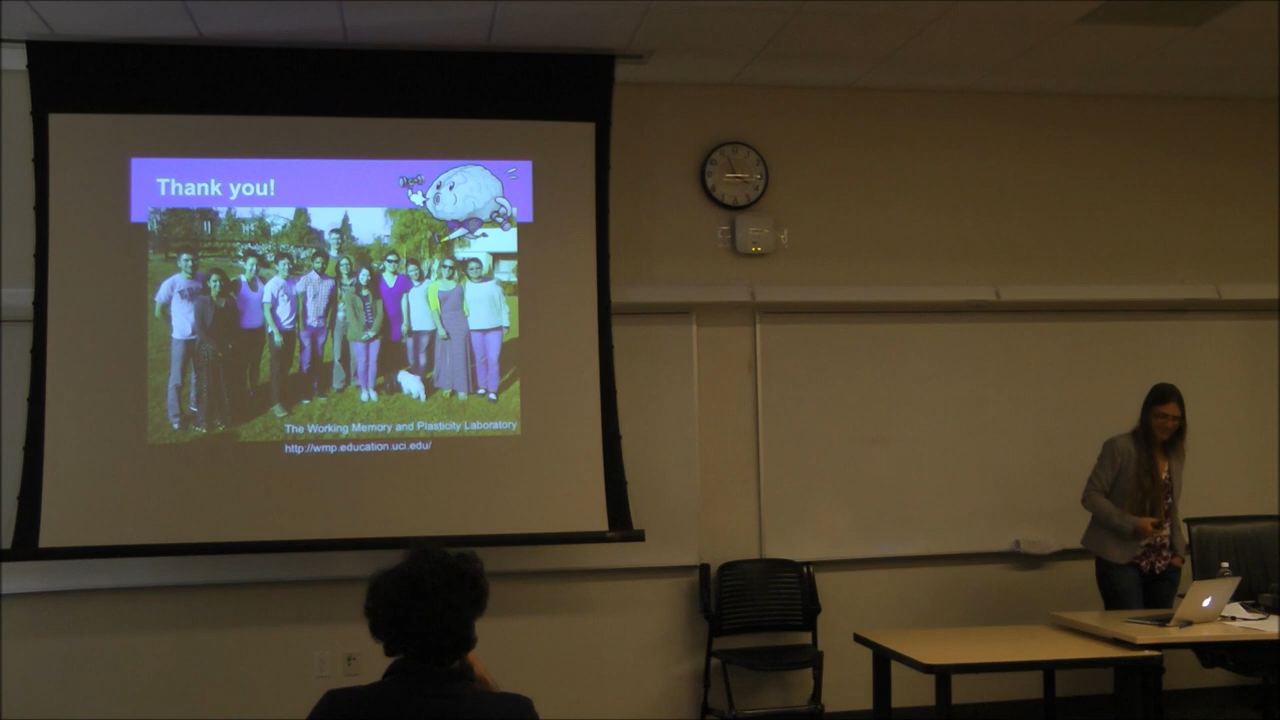 Thank you!
The Working Memory and Plasticity Laboratory
http://wmp.education.uci.edu/